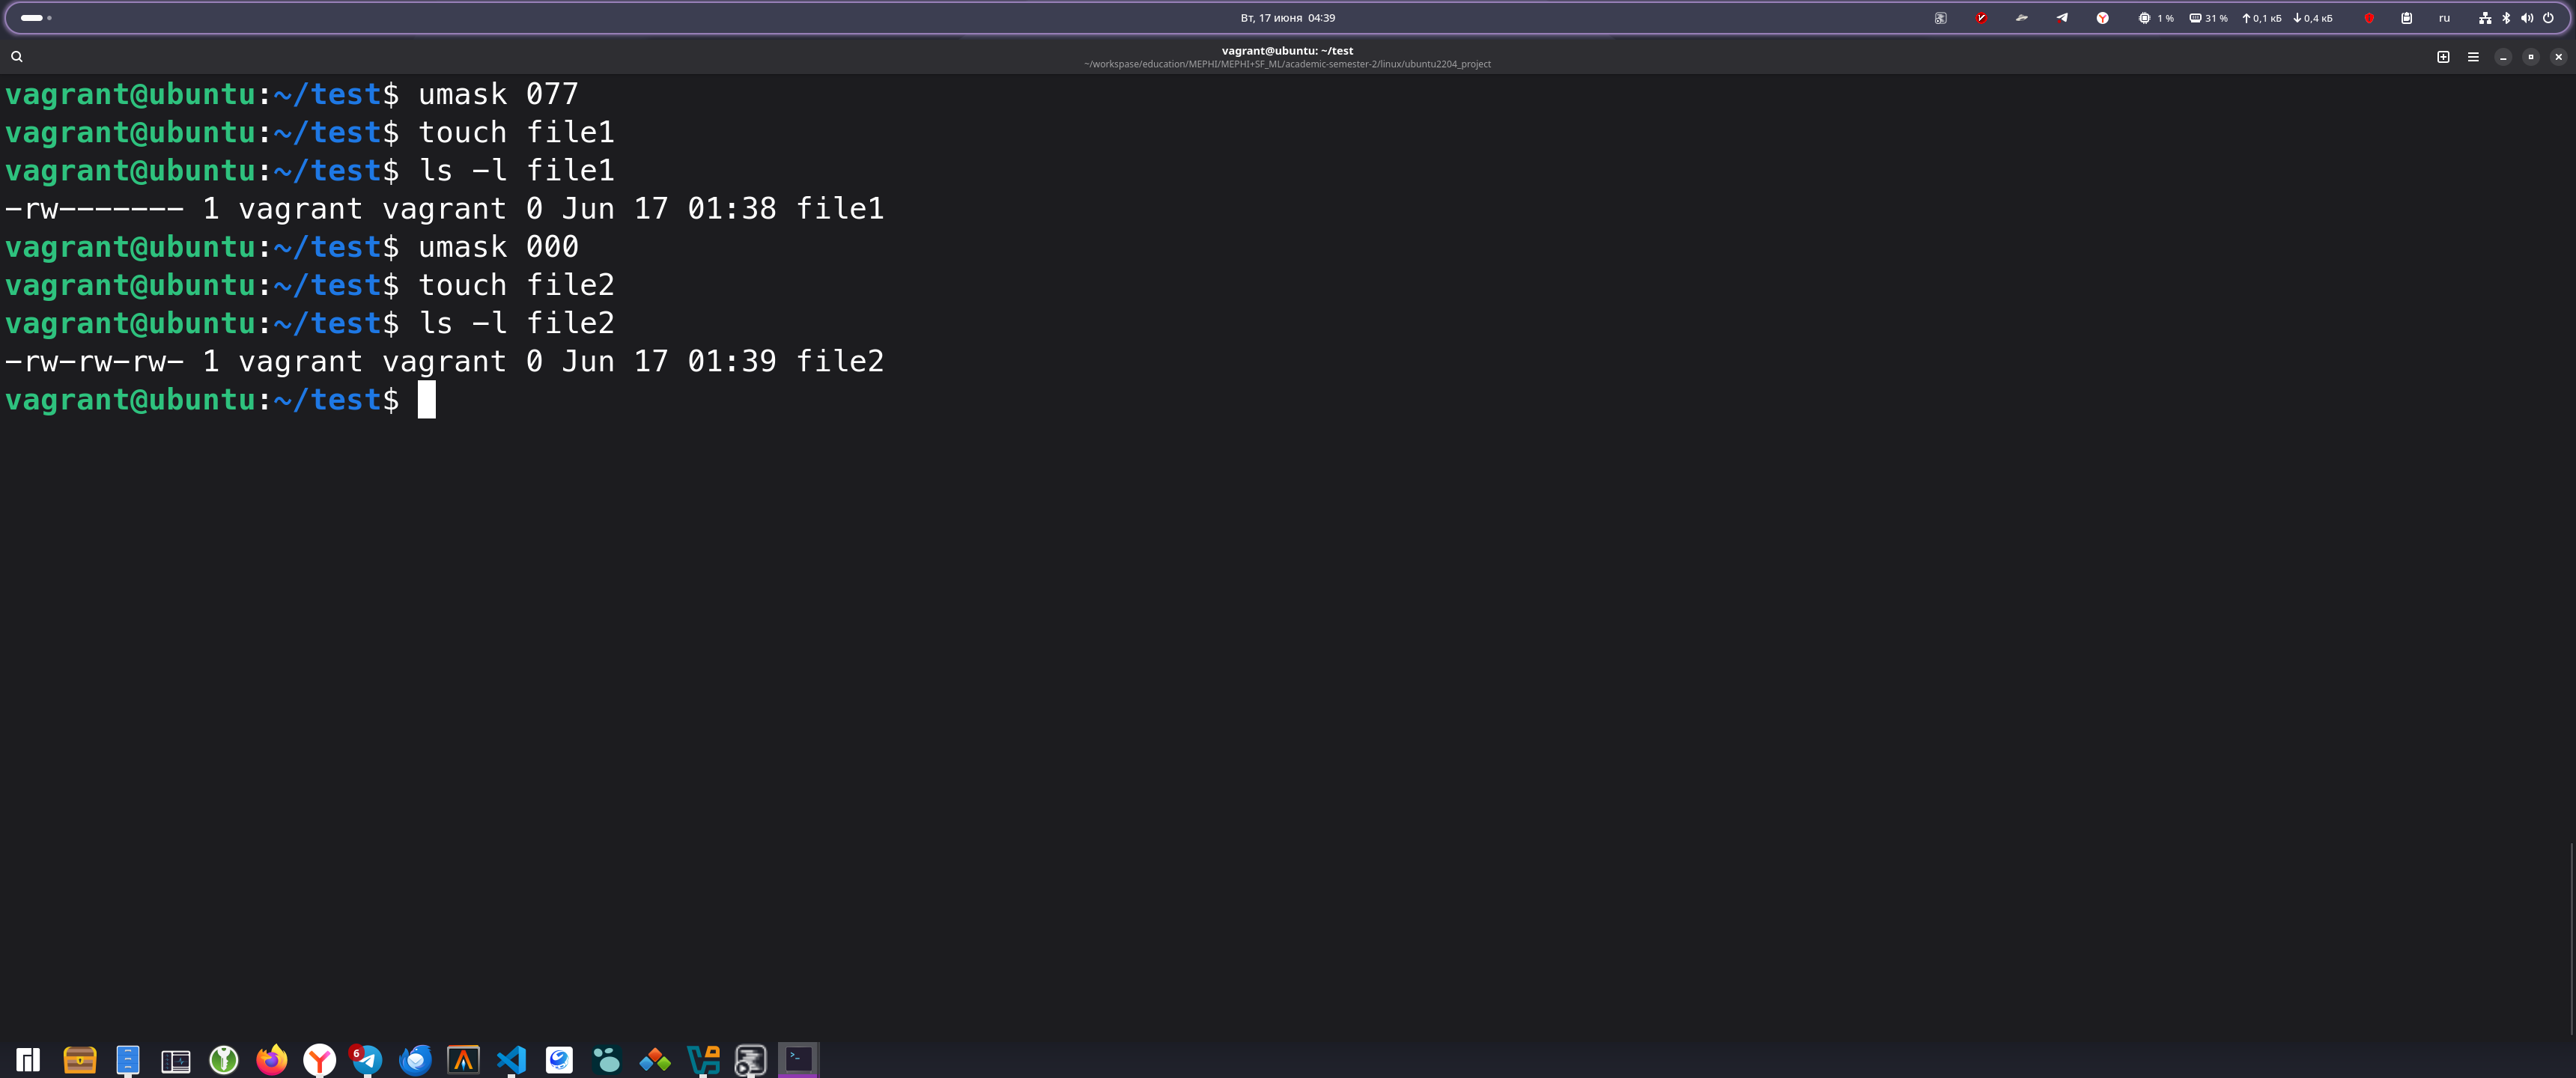 Вт, 17 июня 04:39
1 % 31 % 0,1 кБ 0,4 кБ ru
vagrant@ubuntu: ~/test
~/workspase/education/MEPHI/MEPHI+SF_ML/academic-semester-2/linux/ubuntu2204_project
vagrant@ubuntu:~/test$ umask 077
vagrant@ubuntu:~/test$ touch file1
vagrant@ubuntu:~/test$ ls -l file1
-rw------- 1 vagrant vagrant 0 Jun 17 01:38 file1
vagrant@ubuntu:~/test$ umask 000
vagrant@ubuntu:~/test$ touch file2
vagrant@ubuntu:~/test$ ls -l file2
-rw-rw-rw- 1 vagrant vagrant 0 Jun 17 01:39 file2
vagrant@ubuntu:~/test$
6